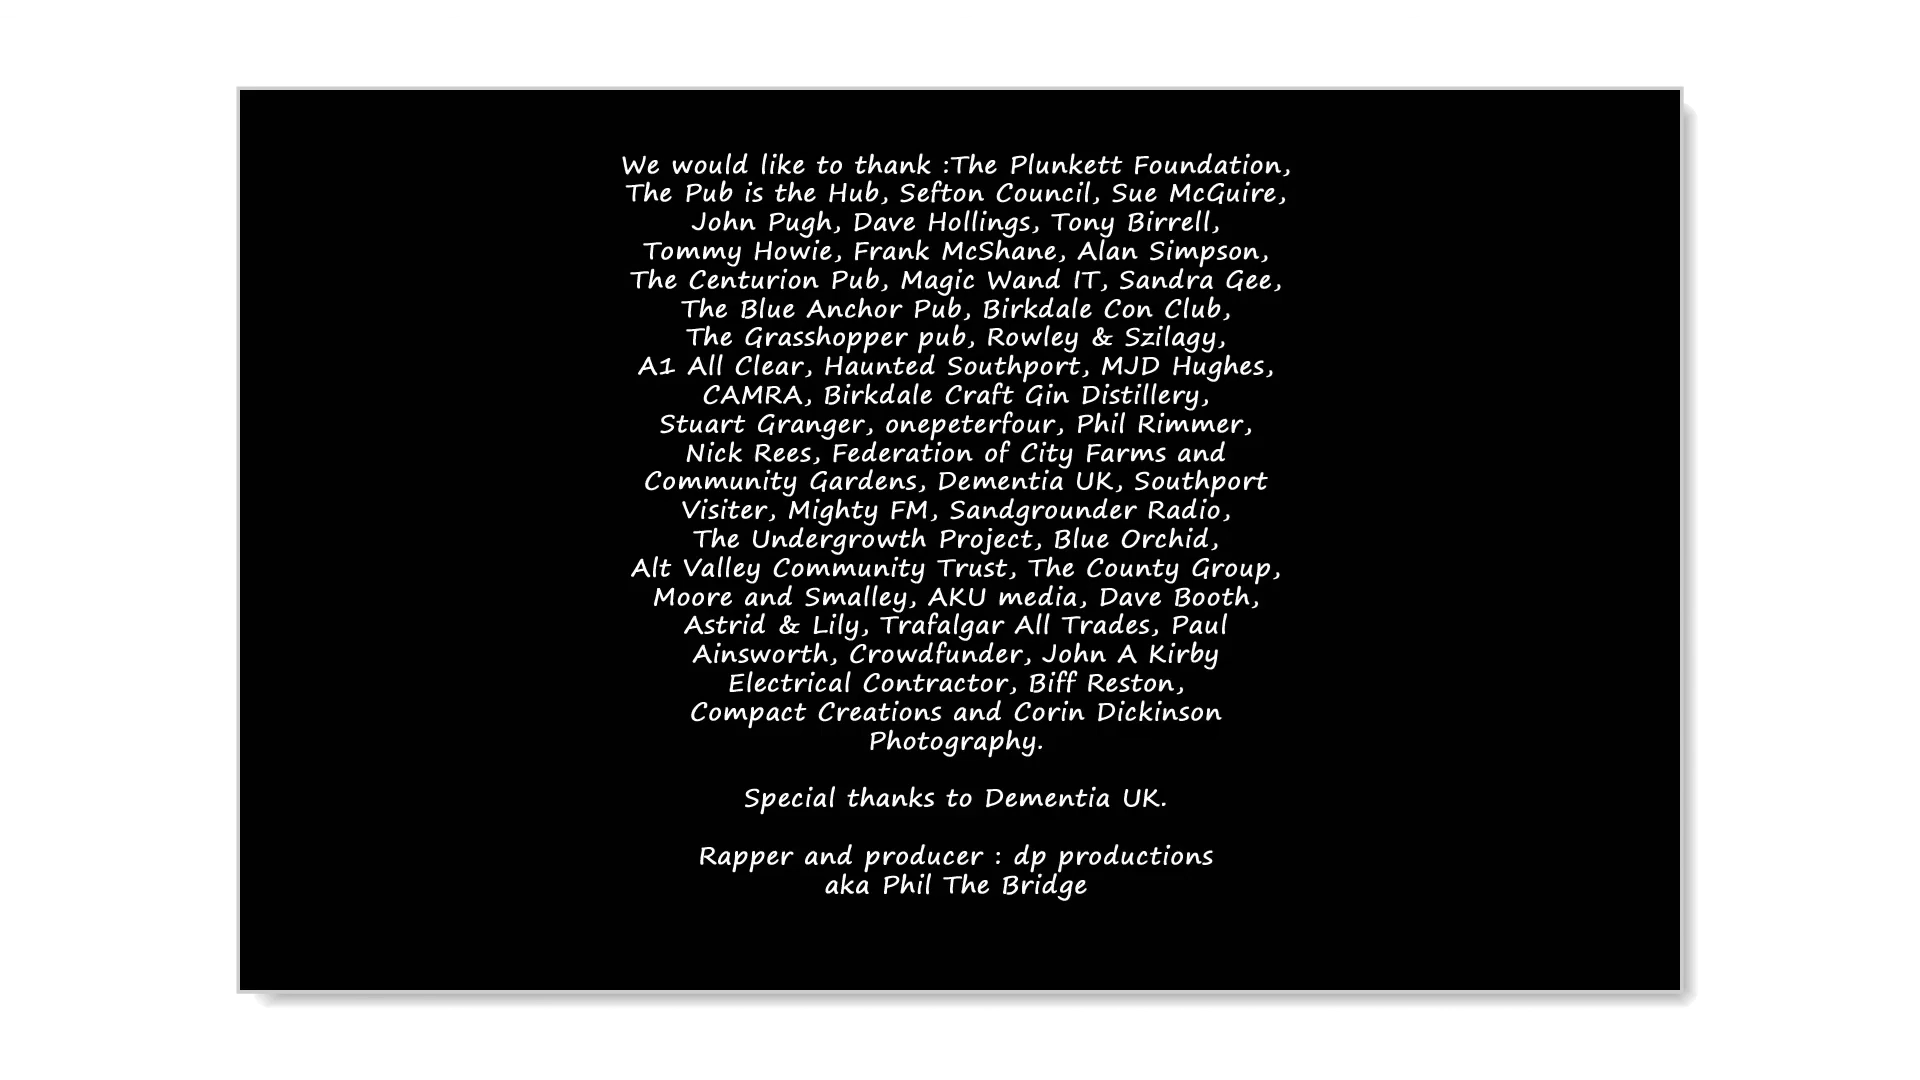 We would like to thank :The Plunkett Foundation,
The Pub is the Hub, Sefton Council, Sue McGuire,
John Pugh, Dave Hollings, Tony Birrell,
Tommy Howie, Frank McShane, Alan Simpson,
The Centurion Pub, Magic Wand IT, Sandra Gee,
The Blue Anchor Pub, Birkdale Con Club,
The Grasshopper pub, Rowley & Szilagy,
A1 All Clear, Haunted Southport, MJD Hughes,
CAMRA, Birkdale Craft Gin Distillery,
Stuart Granger, onepeterfour, Phil Rimmer,
Nick Rees, Federation of City Farms and
Community Gardens, Dementia UK, Southport
Visiter, Mighty FM, Sandgrounder Radio,
The Undergrowth Project, Blue Orchid,
Alt Valley Community Trust, The County Group,
Moore and Smalley, AKU media, Dave Booth,
Astrid & Lily, Trafalgar All Trades, Paul
Ainsworth, Crowdfunder, John A Kirby
Electrical Contractor, Biff Reston,
Compact Creations and Corin Dickinson
Photography.
Special thanks to Dementia UK.
Rapper and producer : dp productions
aka Phil The Bridge